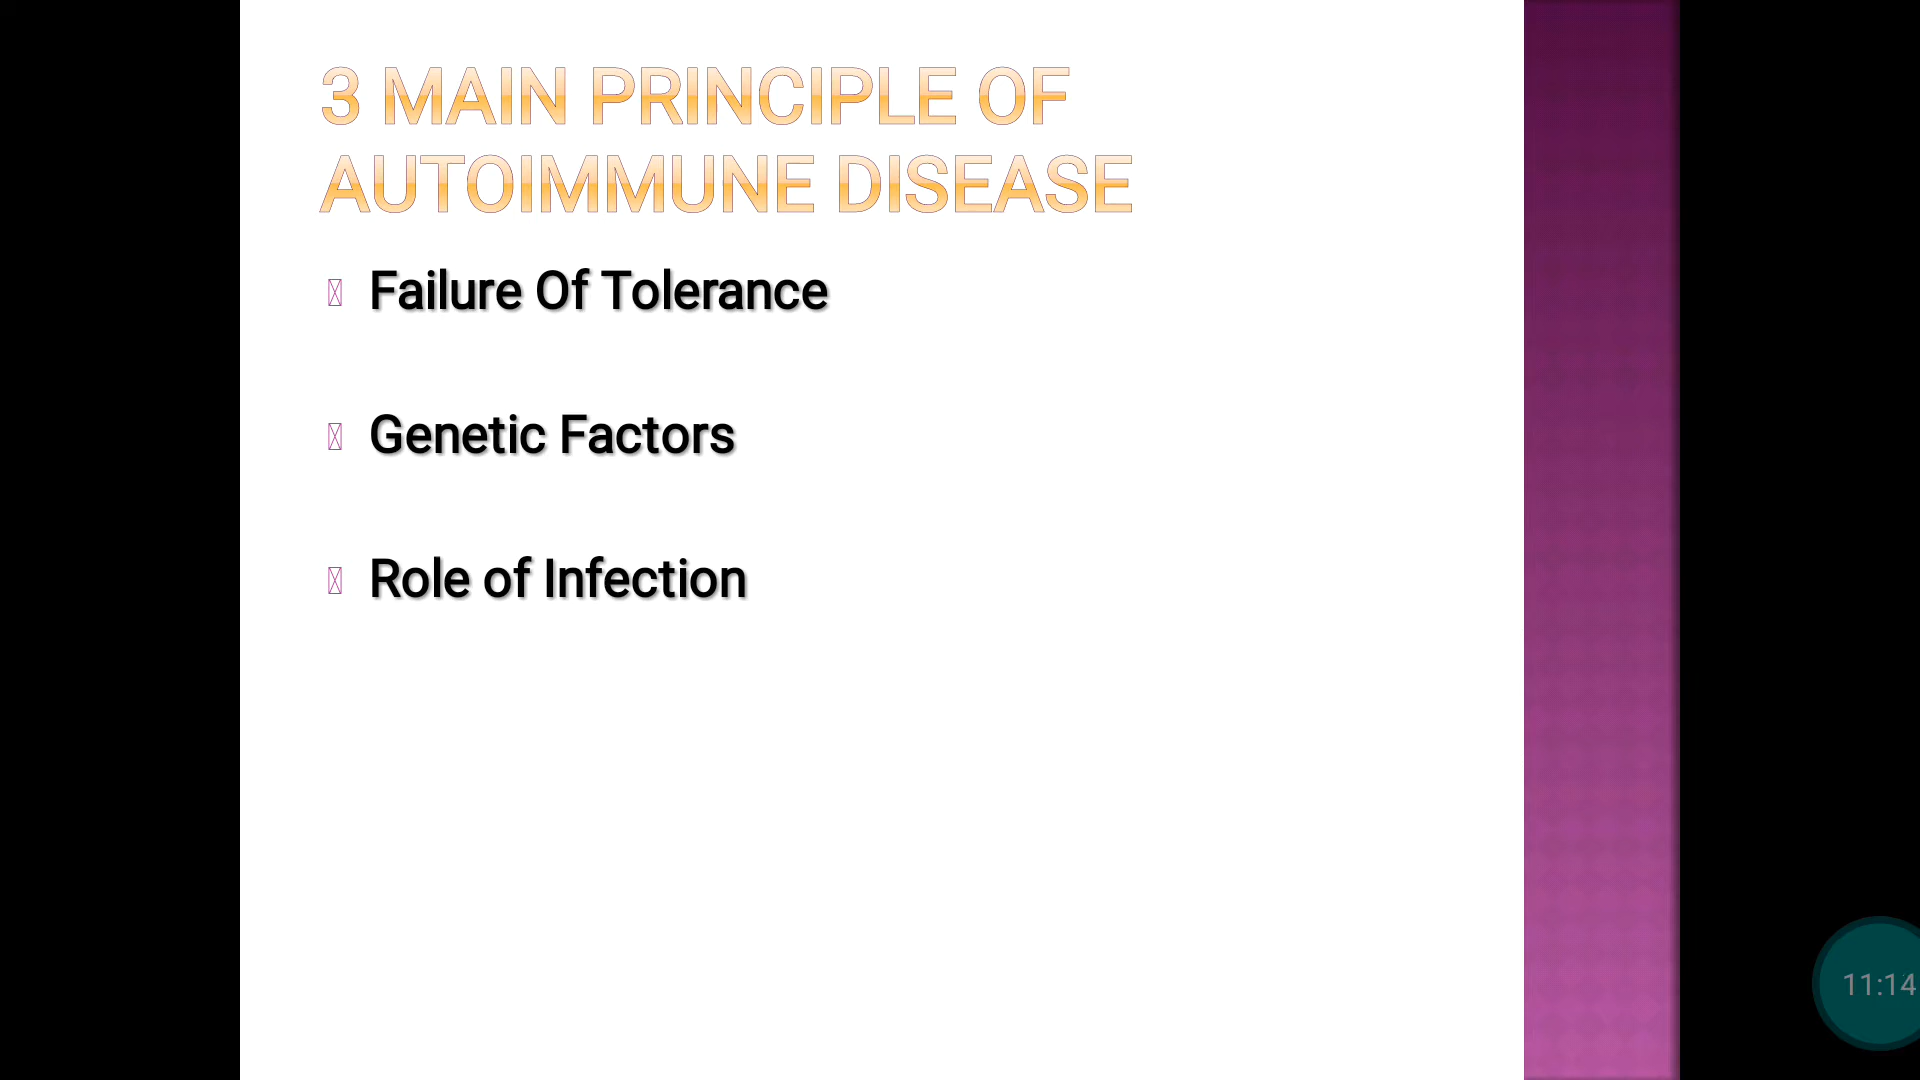 3 MAIN PRINCIPLE OF
AUTOIMMUNE DISEASE
Failure Of Tolerance
Genetic Factors
Role of Infection
11:14